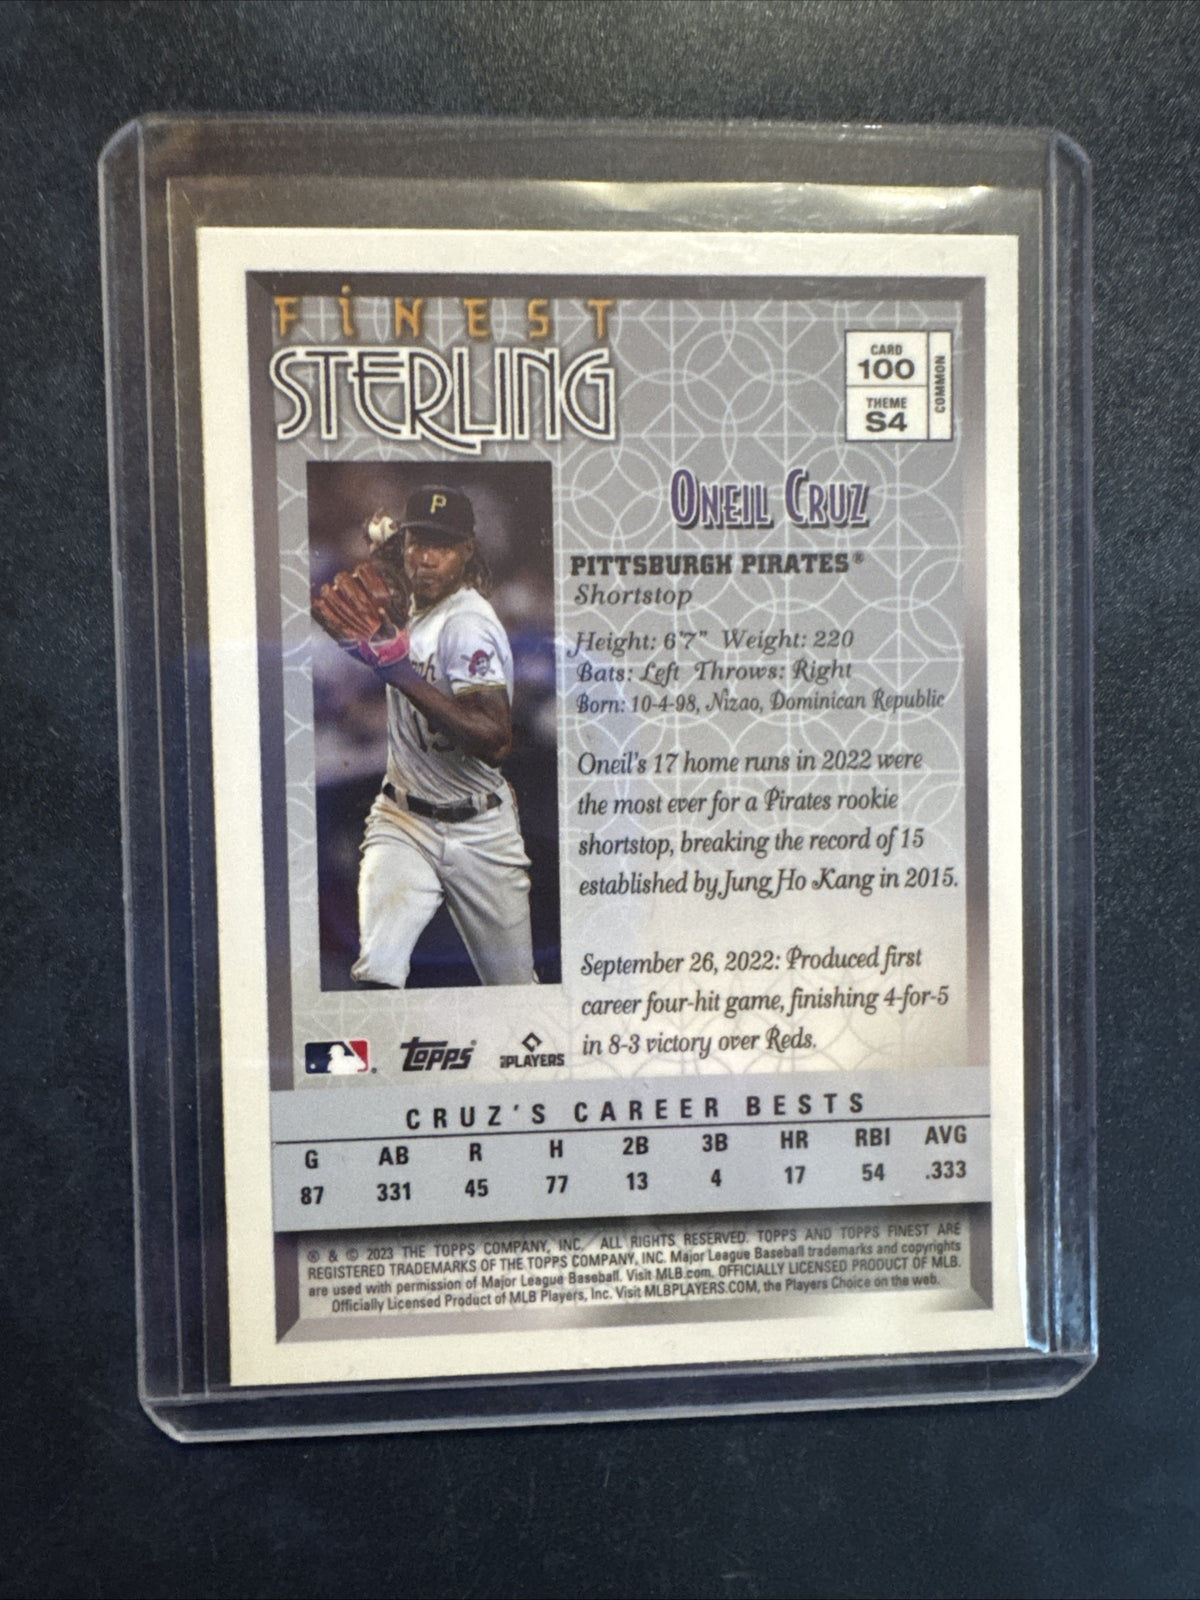 FINEST
STERLING
CARD
100
THEME
S4
COMMON
P
ONEIL CRUZ
PITTSBURGH PIRATES®
Shortstop
Height: 6'7" Weight: 220
Bats: Left Throws: Right
Born: 10-4-98, Nizao, Dominican Republic
Oneil's 17 home runs in 2022 were
the most ever for a Pirates rookie
shortstop, breaking the record of 15
established by Jung Ho Kang in 2015.
September 26, 2022: Produced first
career four-hit game, finishing 4-for-5
in 8-3 victory over Reds.
Topps
PLAYERS
CRUZ'S CAREER BESTS
G AB R H 2B 3B HR RBI AVG
87 331 45 77 13 4 17 54 .333
® & © 2023 THE TOPPS COMPANY, INC. ALL RIGHTS RESERVED. TOPPS AND TOPPS FINEST ARE
REGISTERED TRADEMARKS OF THE TOPPS COMPANY, INC. Major League Baseball trademarks and copyrights
are used with permission of Major League Baseball. Visit MLB.com. OFFICIALLY LICENSED PRODUCT OF MLB.
Officially Licensed Product of MLB Players, Inc. Visit MLBPLAYERS.COM, the Players Choice on the web.